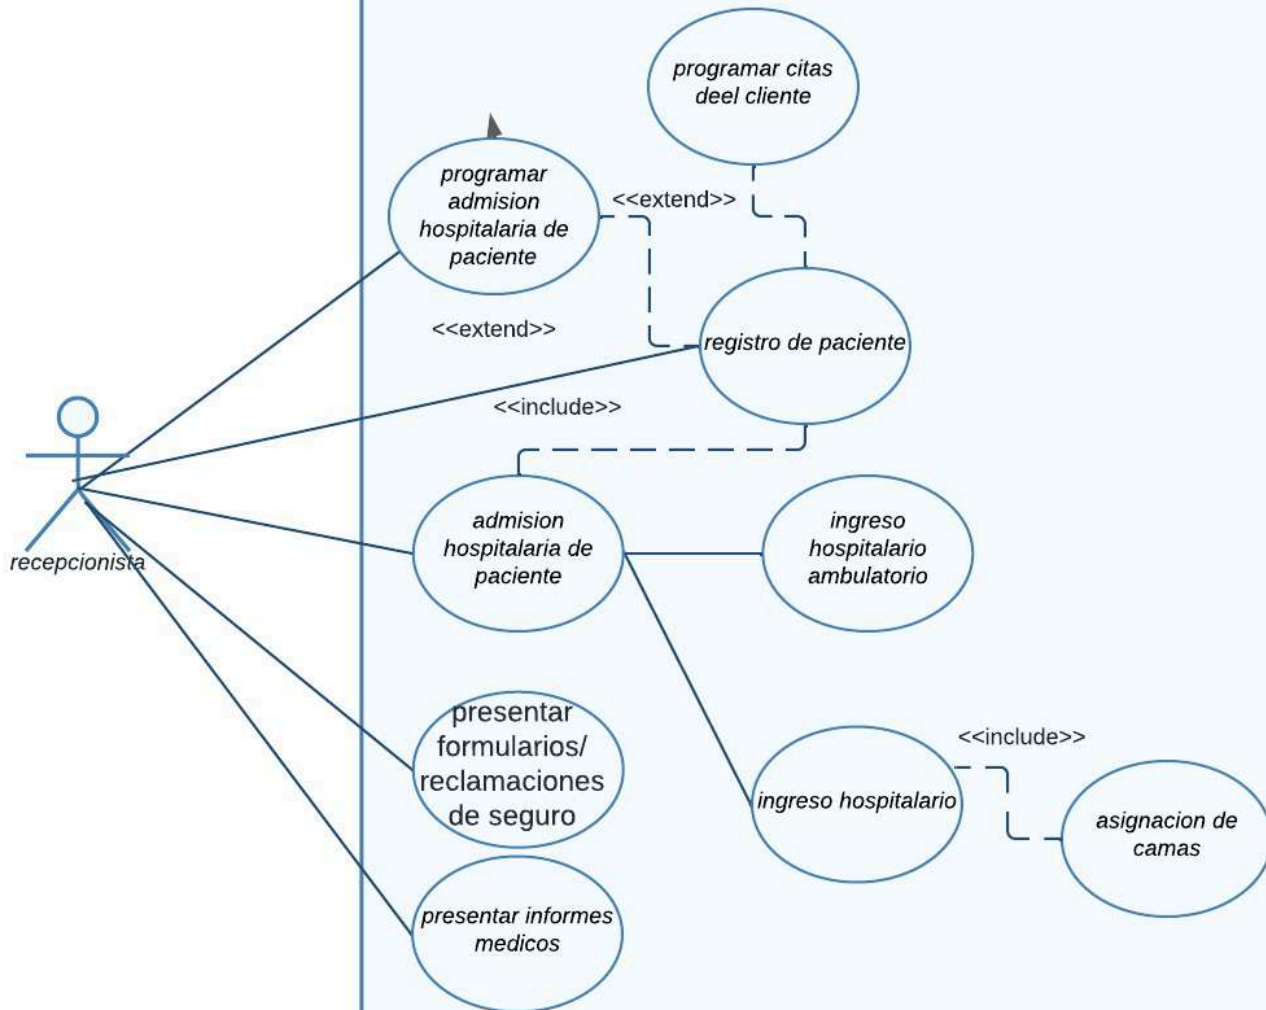 programar citas
deel cliente
programar
admision
hospitalaria de
paciente
<<extend>>
<<extend>>
registro de paciente
<<include>>
recepcionista
admision
hospitalaria de
paciente
ingreso
hospitalario
ambulatorio
presentar
formularios/
reclamaciones
de seguro
ingreso hospitalario
<<include>>
asignacion de
camas
presentar informes
medicos